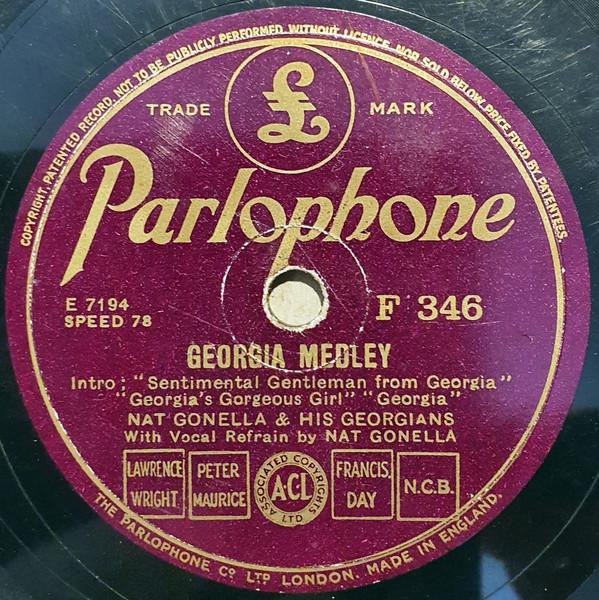 COPYRIGHT, PATENTED RECORD, NOT TO BE PUBLICLY PERFORMED WITHOUT LICENCE, NOR SOLD BELOW PRICE FIXED BY PATENTEES.
TRADE £ MARK
Parlophone
E 7194
SPEED 78
F 346
GEORGIA MEDLEY
Intro: "Sentimental Gentleman from Georgia"
"Georgia's Gorgeous Girl" "Georgia"
NAT GONELLA & HIS GEORGIANS
With Vocal Refrain by NAT GONELLA
LAWRENCE
WRIGHT
PETER
MAURICE
ASSOCIATED COPYRIGHTS LTD
ACL
FRANCIS,
DAY
N.C.B.
THE PARLOPHONE Co LTD LONDON. MADE IN ENGLAND.